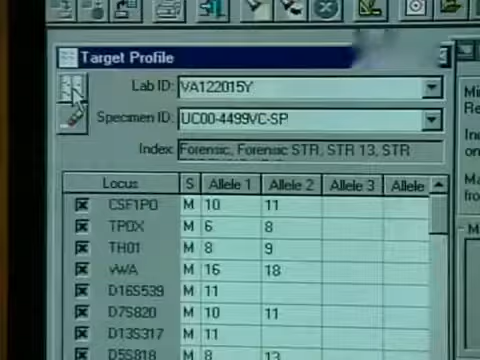 Target Profile
Lab ID: VA122015Y
Specimen ID: UC00-4499VC-SP
Index: Forensic, Forensic STR, STR 13, STR
Locus S Allele 1 Allele 2 Allele 3 Allele
CSF1PO M 10 11
TPOX M 6 8
TH01 M 8 9
vWA M 16 18
D16S539 M 11
D7S820 M 10 11
D13S317 M 11
D5S818 M 8 13